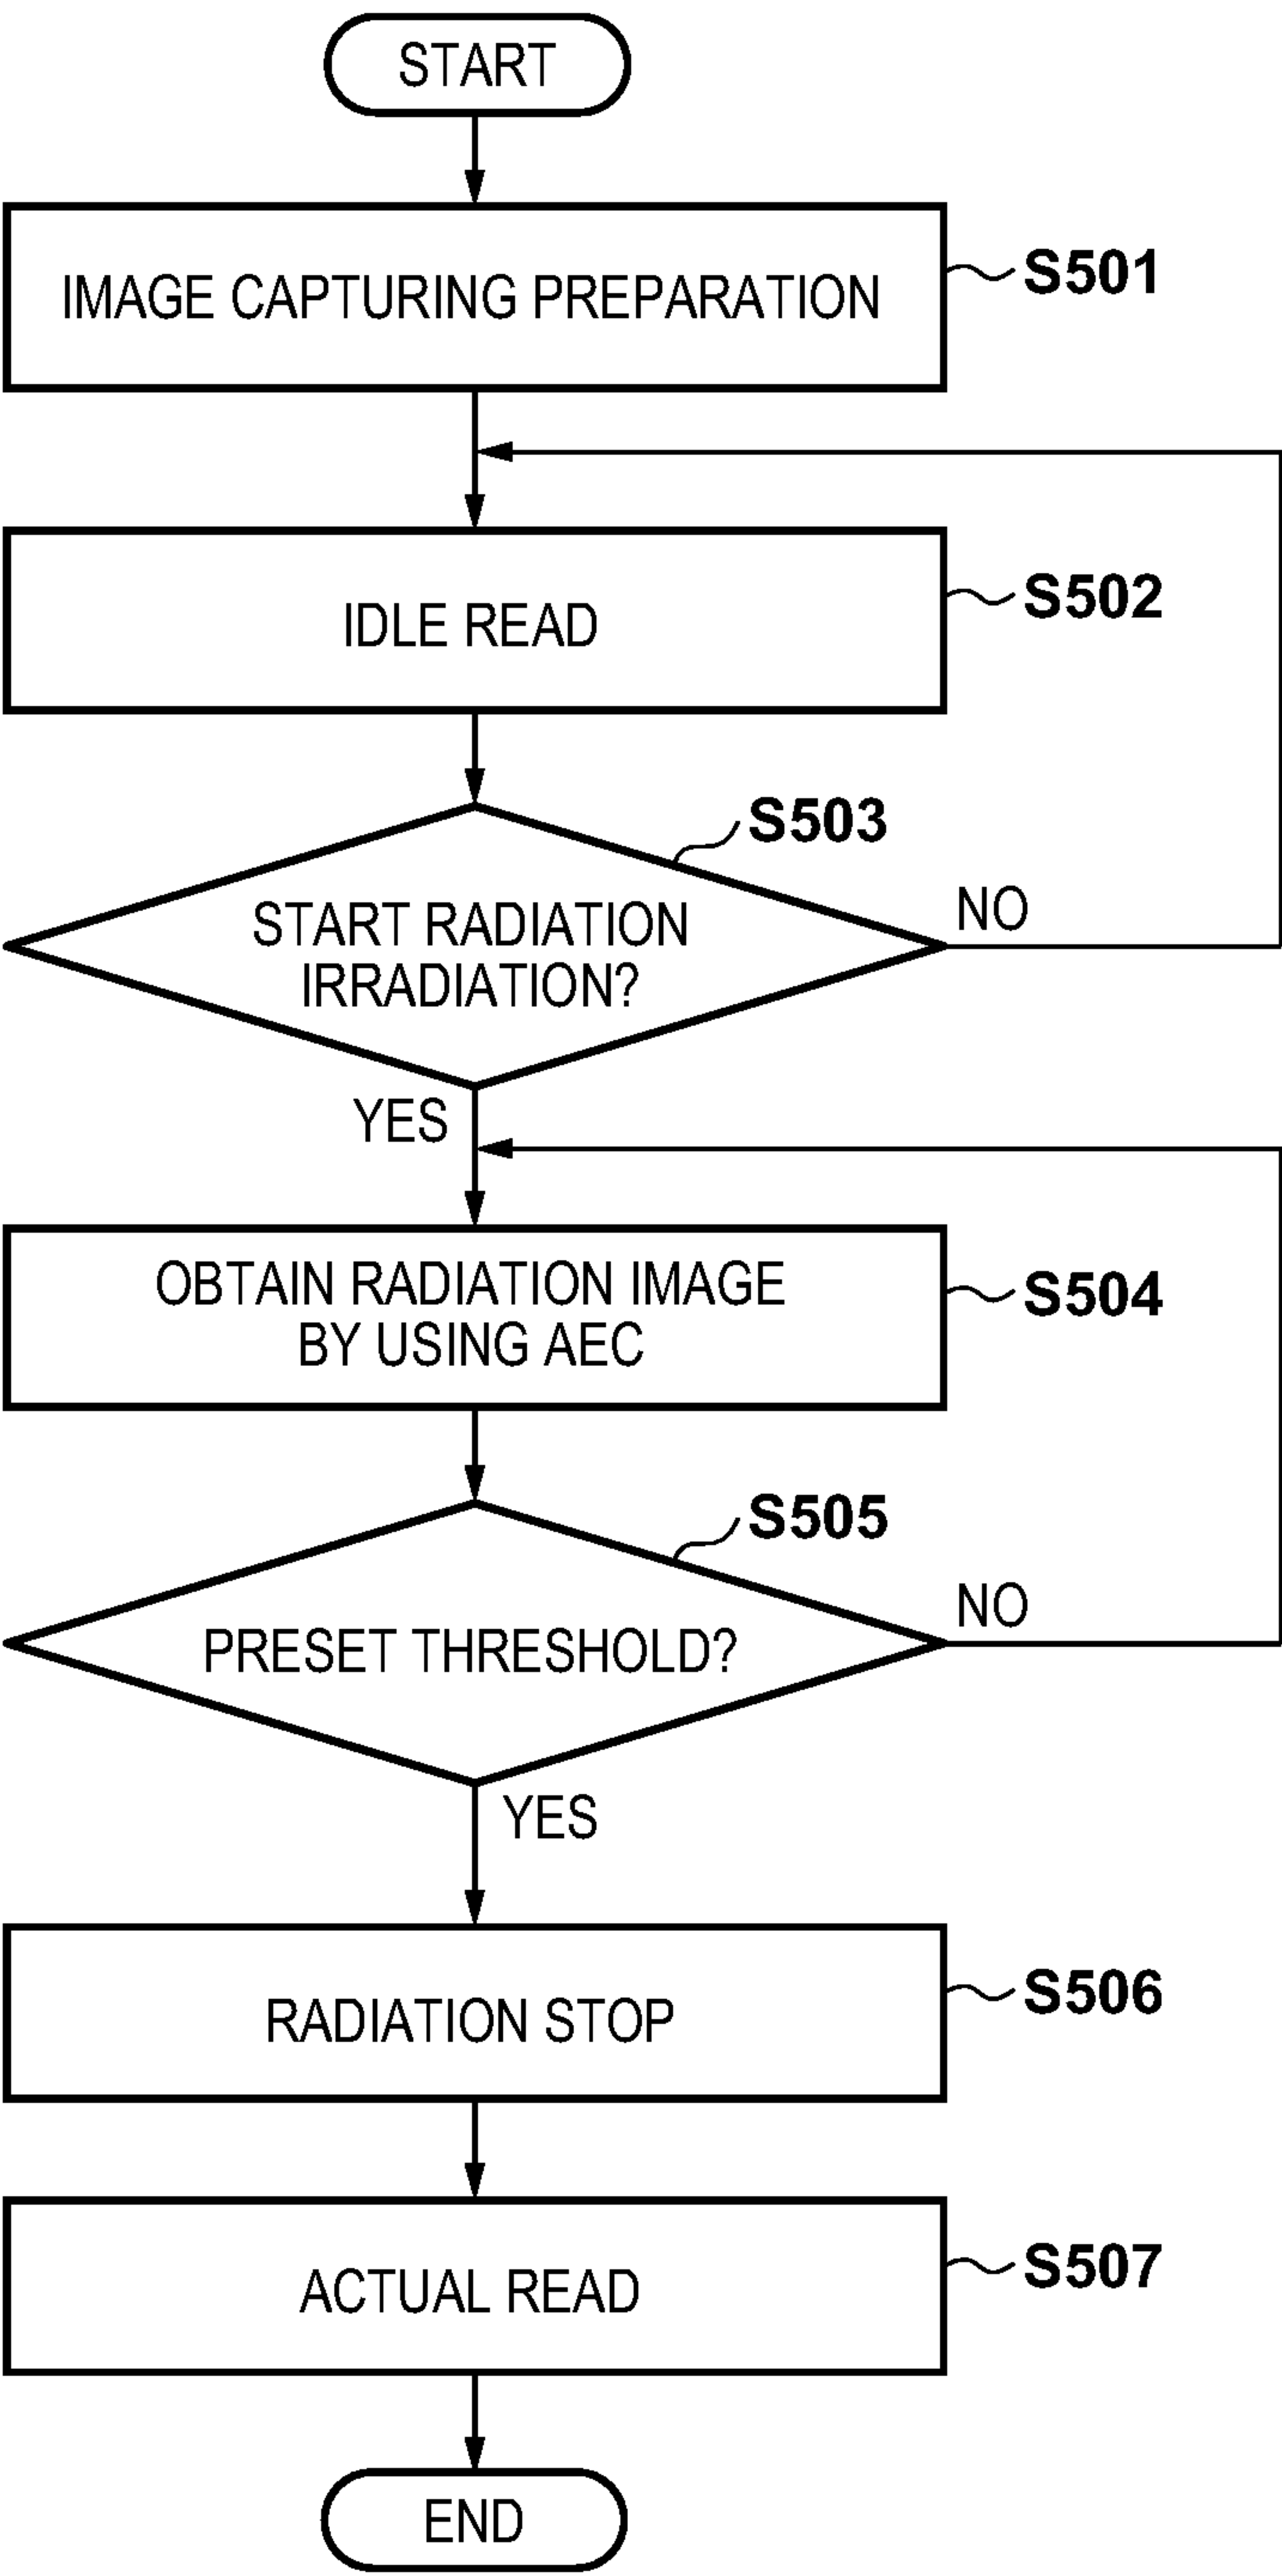 START
IMAGE CAPTURING PREPARATION
S501
IDLE READ
S502
S503
START RADIATION
IRRADIATION?
NO
YES
OBTAIN RADIATION IMAGE
BY USING AEC
S504
S505
PRESET THRESHOLD?
NO
YES
RADIATION STOP
S506
ACTUAL READ
S507
END